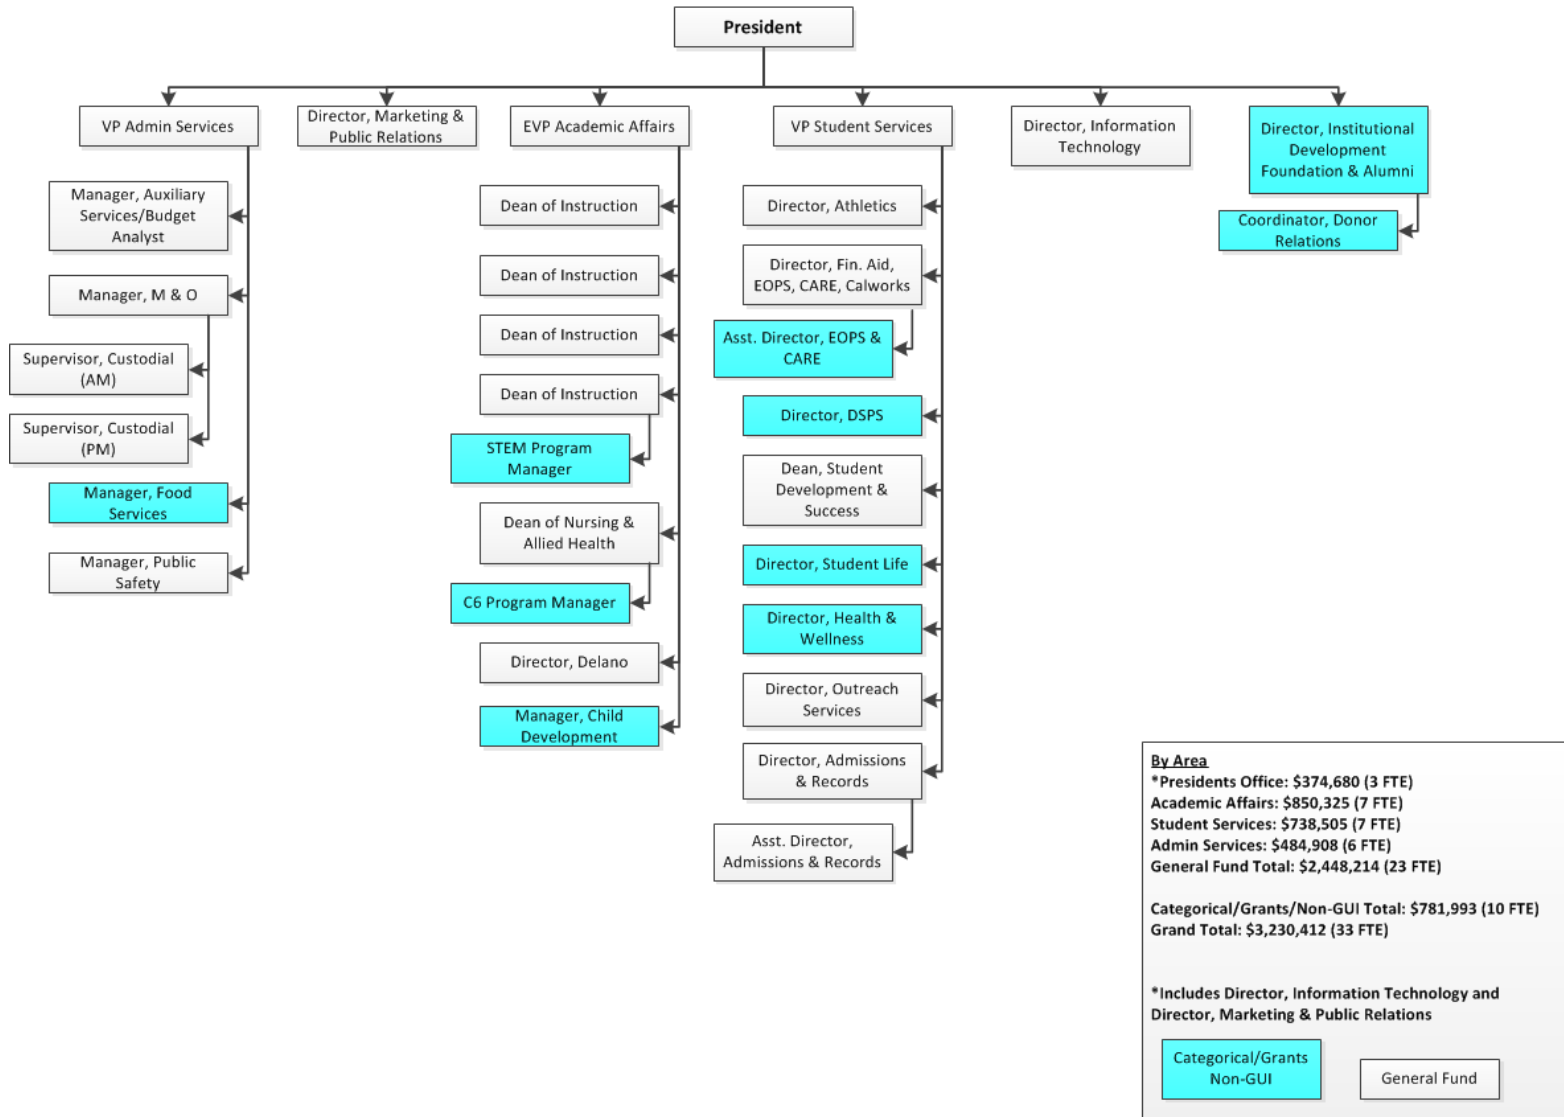 President
VP Admin Services
Director, Marketing &
Public Relations
EVP Academic Affairs
VP Student Services
Director, Information
Technology
Director, Institutional
Development
Foundation & Alumni
Coordinator, Donor
Relations
Manager, Auxiliary
Services/Budget
Analyst
Manager, M & O
Supervisor, Custodial
(AM)
Supervisor, Custodial
(PM)
Manager, Food
Services
Manager, Public
Safety
Dean of Instruction
Dean of Instruction
Dean of Instruction
Dean of Instruction
STEM Program
Manager
Dean of Nursing &
Allied Health
C6 Program Manager
Director, Delano
Manager, Child
Development
Director, Athletics
Director, Fin. Aid,
EOPS, CARE, Calworks
Asst. Director, EOPS &
CARE
Director, DSPS
Dean, Student
Development &
Success
Director, Student Life
Director, Health &
Wellness
Director, Outreach
Services
Director, Admissions
& Records
Asst. Director,
Admissions & Records
By Area
*Presidents Office: $374,680 (3 FTE)
Academic Affairs: $850,325 (7 FTE)
Student Services: $738,505 (7 FTE)
Admin Services: $484,908 (6 FTE)
General Fund Total: $2,448,214 (23 FTE)
Categorical/Grants/Non-GUI Total: $781,993 (10 FTE)
Grand Total: $3,230,412 (33 FTE)
*Includes Director, Information Technology and
Director, Marketing & Public Relations
Categorical/Grants
Non-GUI
General Fund